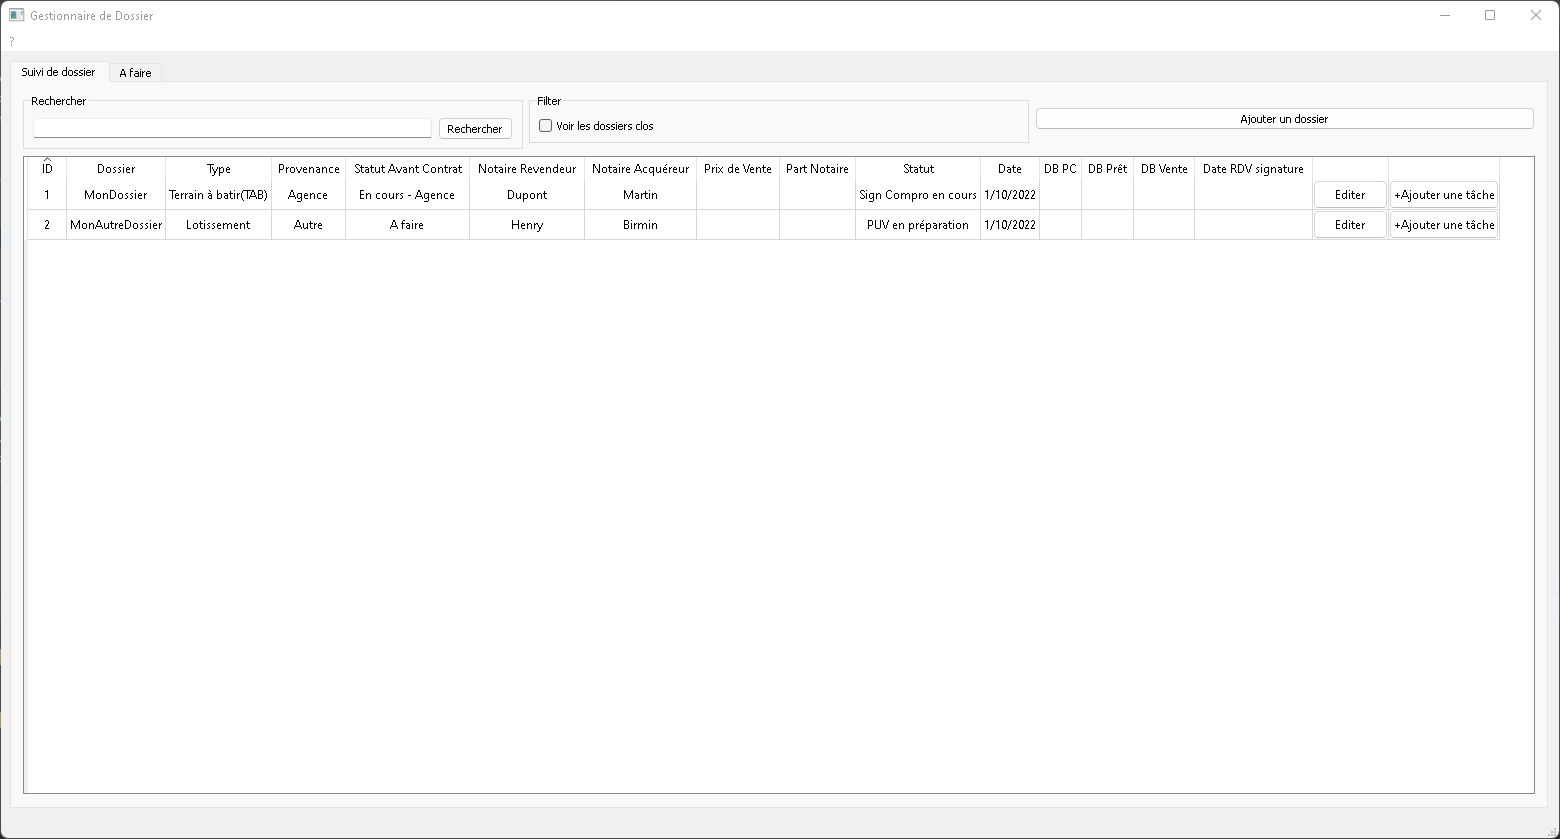 Gestionnaire de Dossier
?
Suivi de dossier A faire
Rechercher Filter
Rechercher Voir les dossiers clos Ajouter un dossier
ID Dossier Type Provenance Statut Avant Contrat Notaire Revendeur Notaire Acquéreur Prix de Vente Part Notaire Statut Date DB PC DB Prêt DB Vente Date RDV signature
1 MonDossier Terrain à batir(TAB) Agence En cours - Agence Dupont Martin Sign Compro en cours 1/10/2022 Editer +Ajouter une tâche
2 MonAutreDossier Lotissement Autre A faire Henry Birmin PUV en préparation 1/10/2022 Editer +Ajouter une tâche